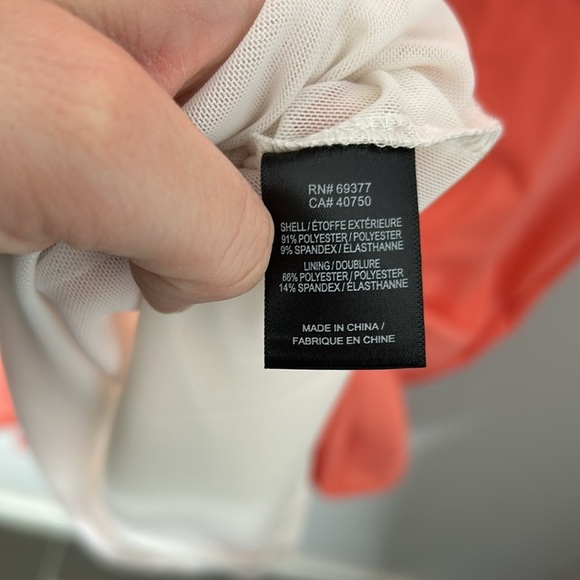 RN# 69377
CA# 40750
SHELL / ÉTOFFE EXTÉRIEURE
91% POLYESTER / POLYESTER
9% SPANDEX / ÉLASTHANNE
LINING / DOUBLURE
86% POLYESTER / POLYESTER
14% SPANDEX / ÉLASTHANNE
MADE IN CHINA /
FABRIQUE EN CHINE